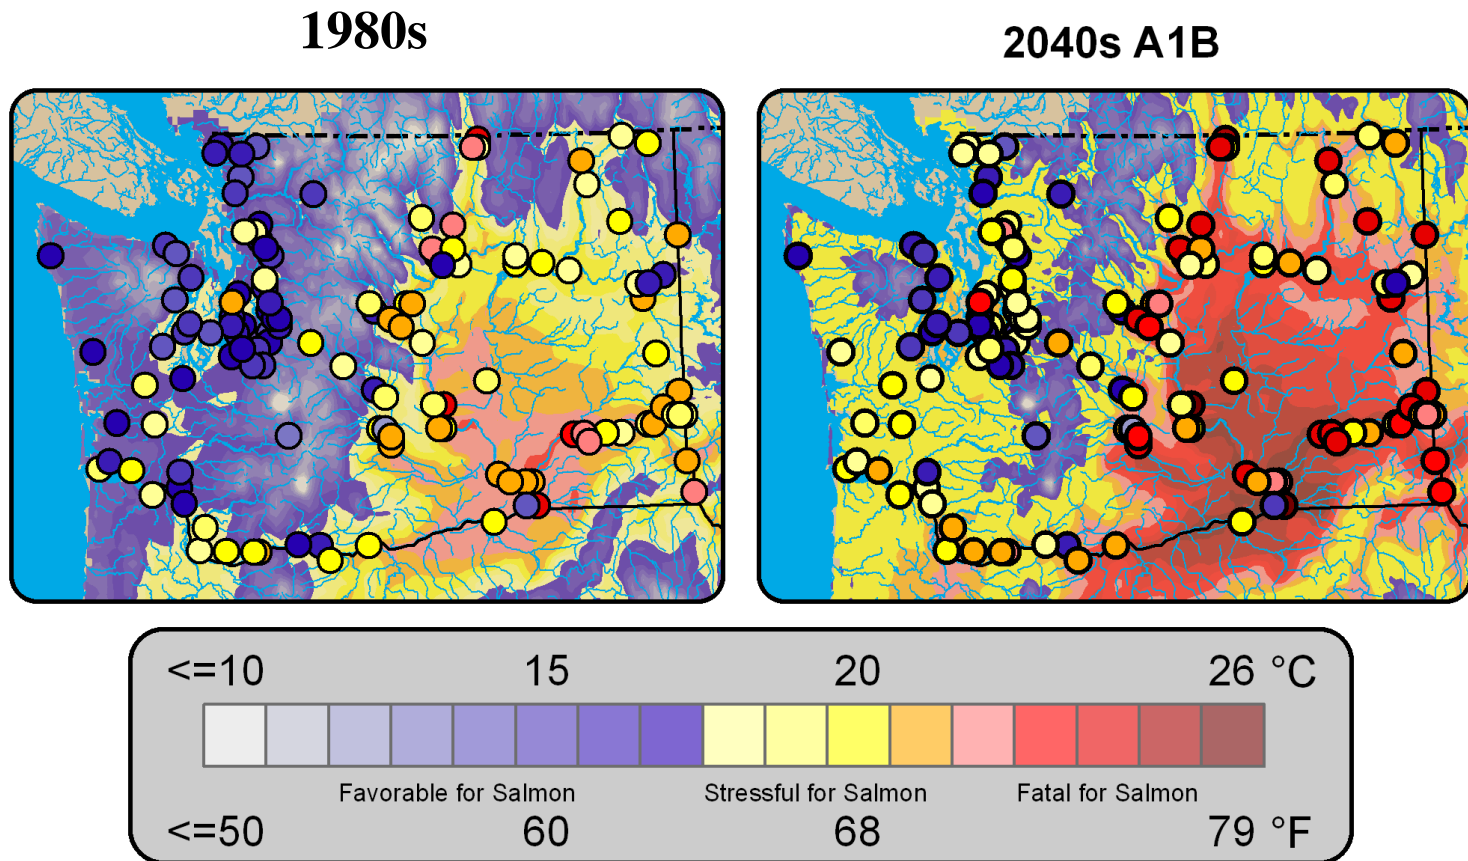 1980s
2040s A1B
<=10 15 20 26 °C
Favorable for Salmon Stressful for Salmon Fatal for Salmon
<=50 60 68 79 °F